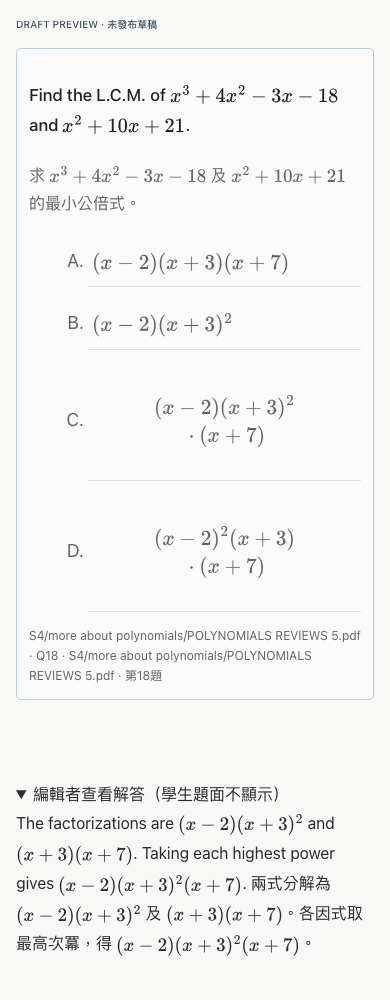 DRAFT PREVIEW · 未發布草稿
Find the L.C.M. of x³ + 4x² − 3x − 18
and x² + 10x + 21.
求 x³ + 4x² − 3x − 18 及 x² + 10x + 21
的最小公倍式。
A. (x − 2)(x + 3)(x + 7)
B. (x − 2)(x + 3)²
C. (x − 2)(x + 3)²
· (x + 7)
D. (x − 2)²(x + 3)
· (x + 7)
S4/more about polynomials/POLYNOMIALS REVIEWS 5.pdf
· Q18 · S4/more about polynomials/POLYNOMIALS
REVIEWS 5.pdf · 第18題
▼ 編輯者查看解答（學生題面不顯示）
The factorizations are (x − 2)(x + 3)² and
(x + 3)(x + 7). Taking each highest power
gives (x − 2)(x + 3)²(x + 7). 兩式分解為
(x − 2)(x + 3)² 及 (x + 3)(x + 7)。各因式取
最高次冪，得 (x − 2)(x + 3)²(x + 7)。